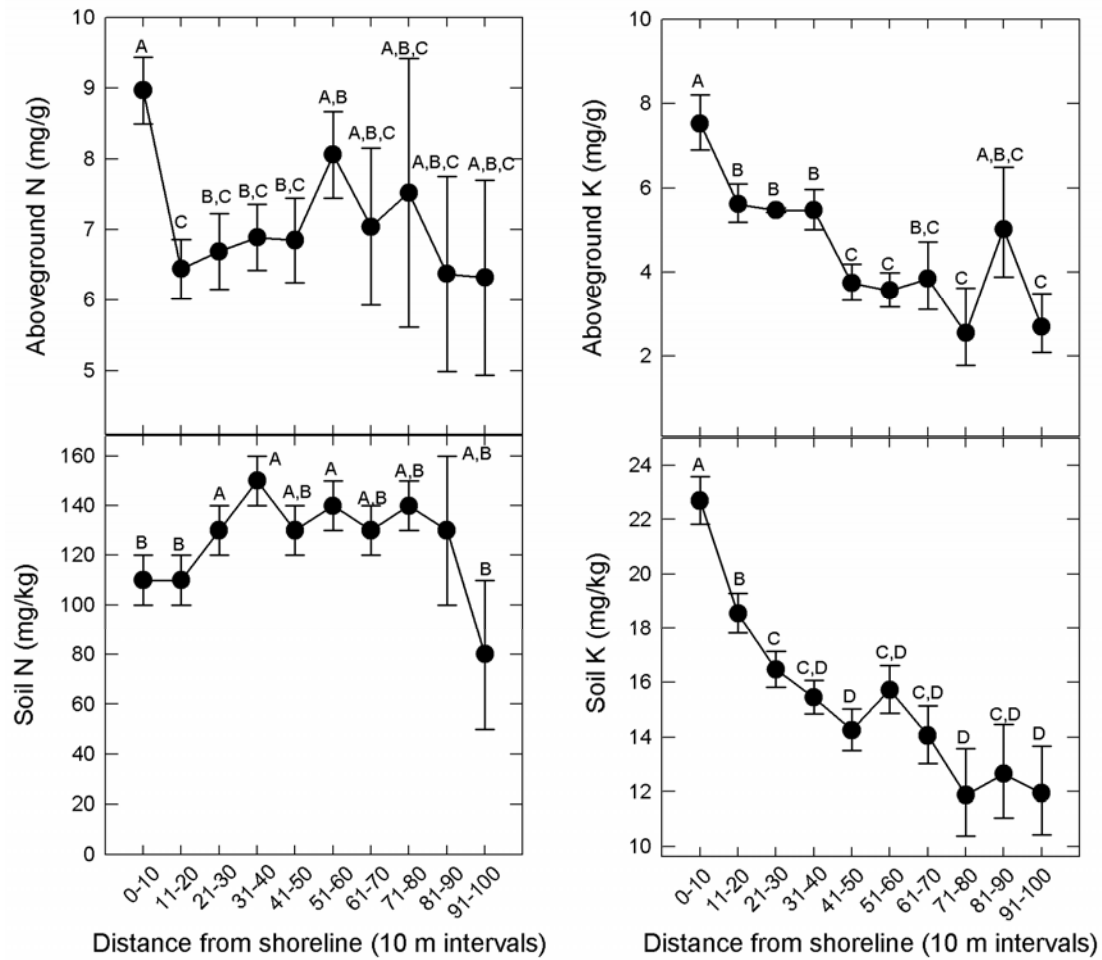 10
9
8
7
6
5
Aboveground N (mg/g)
A
C
B,C
B,C
B,C
A,B
A,B,C
A,B,C
A,B,C
A,B,C
10
8
6
4
2
Aboveground K (mg/g)
A
B
B
B
C
C
B,C
C
A,B,C
C
160
140
120
100
80
60
40
20
0
Soil N (mg/kg)
B
B
A
A
A,B
A
A,B
A,B
A,B
B
0-10
11-20
21-30
31-40
41-50
51-60
61-70
71-80
81-90
91-100
Distance from shoreline (10 m intervals)
24
22
20
18
16
14
12
10
Soil K (mg/kg)
A
B
C
C,D
D
C,D
C,D
D
C,D
D
0-10
11-20
21-30
31-40
41-50
51-60
61-70
71-80
81-90
91-100
Distance from shoreline (10 m intervals)